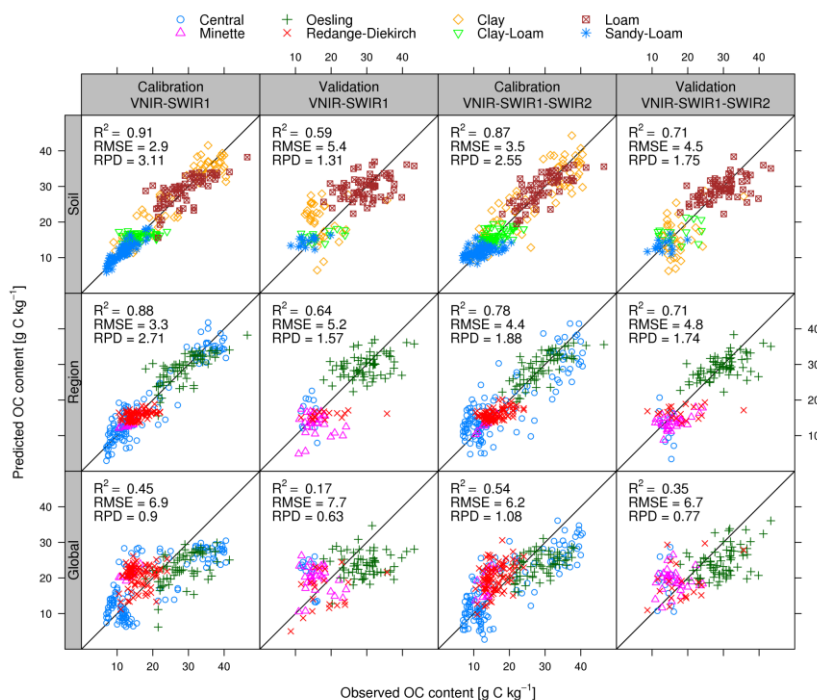 Central Oesling Clay Loam
Minette Redange-Diekirch Clay-Loam Sandy-Loam
10 20 30 40 10 20 30 40
Calibration VNIR-SWIR1
Validation VNIR-SWIR1
Calibration VNIR-SWIR1-SWIR2
Validation VNIR-SWIR1-SWIR2
Predicted OC content [g C kg⁻¹]
Soil
40
30
20
10
R² = 0.91
RMSE = 2.9
RPD = 3.11
R² = 0.59
RMSE = 5.4
RPD = 1.31
R² = 0.87
RMSE = 3.5
RPD = 2.55
R² = 0.71
RMSE = 4.5
RPD = 1.75
Region
R² = 0.88
RMSE = 3.3
RPD = 2.71
R² = 0.64
RMSE = 5.2
RPD = 1.57
R² = 0.78
RMSE = 4.4
RPD = 1.88
R² = 0.71
RMSE = 4.8
RPD = 1.74
40
30
20
10
Global
40
30
20
10
R² = 0.45
RMSE = 6.9
RPD = 0.9
R² = 0.17
RMSE = 7.7
RPD = 0.63
R² = 0.54
RMSE = 6.2
RPD = 1.08
R² = 0.35
RMSE = 6.7
RPD = 0.77
10 20 30 40 10 20 30 40
Observed OC content [g C kg⁻¹]